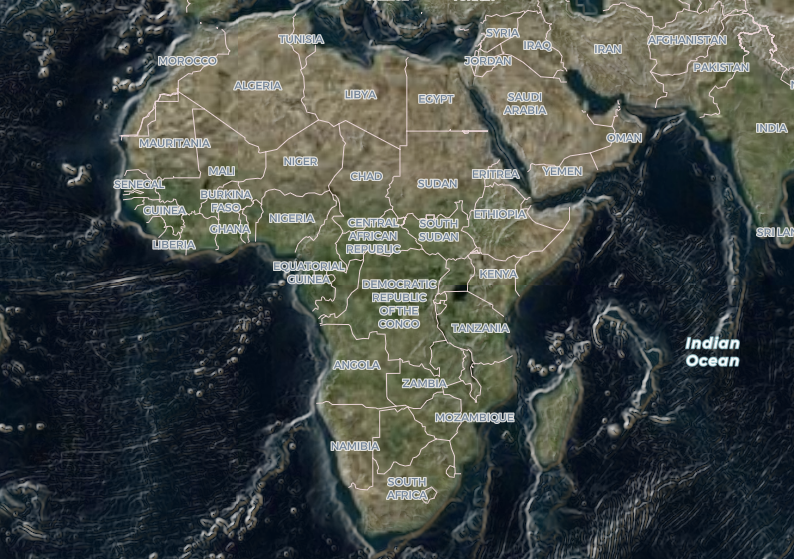 TUNISIA
SYRIA
IRAQ
IRAN
AFGHANISTAN
MOROCCO
JORDAN
PAKISTAN
ALGERIA
LIBYA
EGYPT
SAUDI
ARABIA
INDIA
OMAN
MAURITANIA
NIGER
MALI
CHAD
SUDAN
ERITREA
YEMEN
SENEGAL
BURKINA
FASO
GUINEA
NIGERIA
ETHIOPIA
GHANA
CENTRAL
AFRICAN
REPUBLIC
SOUTH
SUDAN
SRI LAN
LIBERIA
EQUATORIAL
GUINEA
KENYA
DEMOCRATIC
REPUBLIC
OF THE
CONGO
TANZANIA
Indian
Ocean
ANGOLA
ZAMBIA
MOZAMBIQUE
NAMIBIA
SOUTH
AFRICA